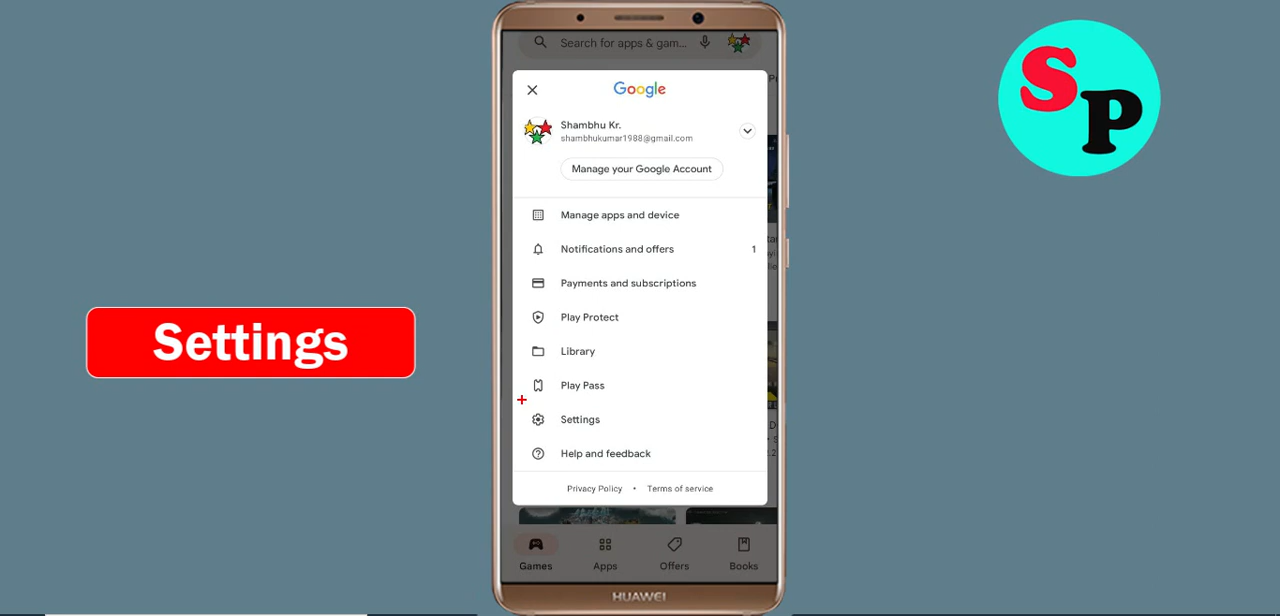 Search for apps & gam...
Google
Shambhu Kr.
shambhukumar1988@gmail.com
Manage your Google Account
Manage apps and device
Notifications and offers 1
Payments and subscriptions
Play Protect
Library
Play Pass
Settings
Help and feedback
Privacy Policy • Terms of service
Games Apps Offers Books
HUAWEI
Settings
SP